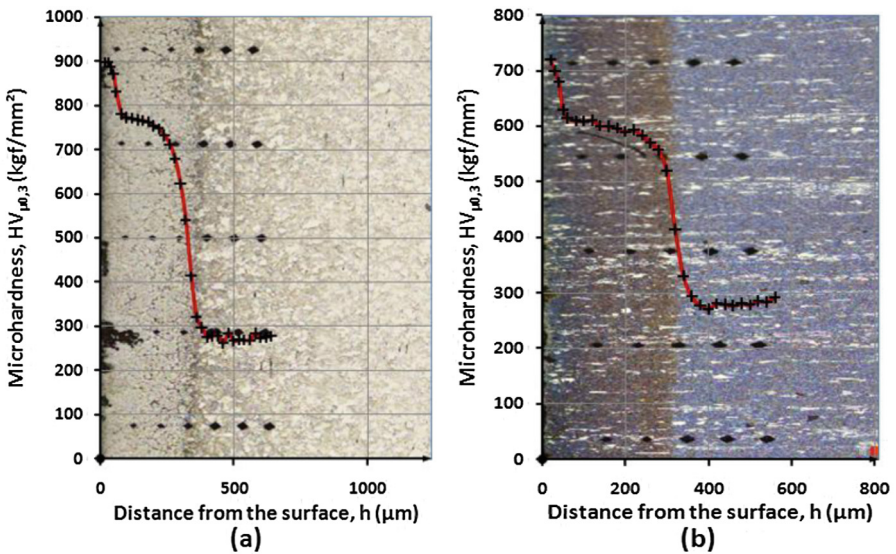 1000
900
800
700
600
500
400
300
200
100
0
Microhardness, HVμ0,3 (kgf/mm²)
0 500 1000
Distance from the surface, h (μm)
(a)
800
700
600
500
400
300
200
100
0
Microhardness, HVμ0,3 (kgf/mm²)
0 200 400 600 800
Distance from the surface, h (μm)
(b)